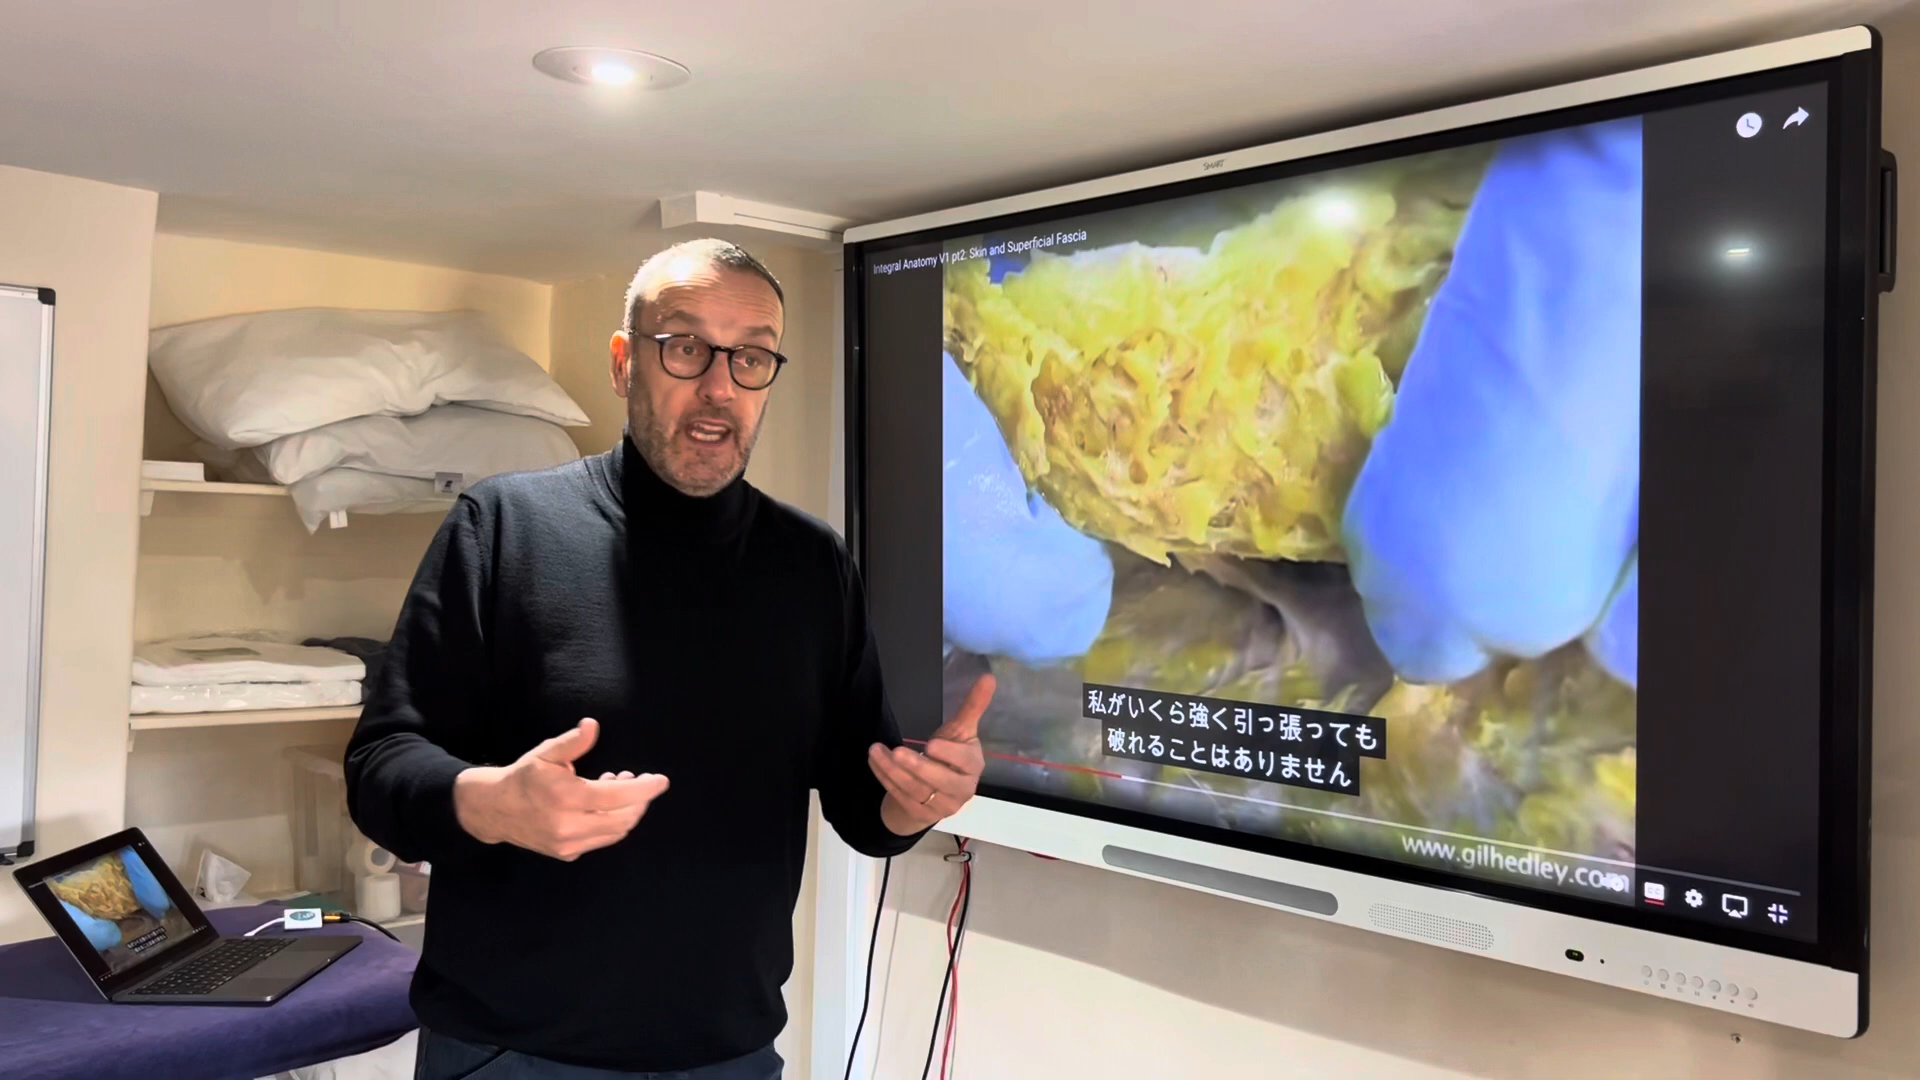 SMART
Integral Anatomy V1 pt2: Skin and Superficial Fascia
私がいくら強く引っ張っても
破れることはありません
www.gilhedley.com